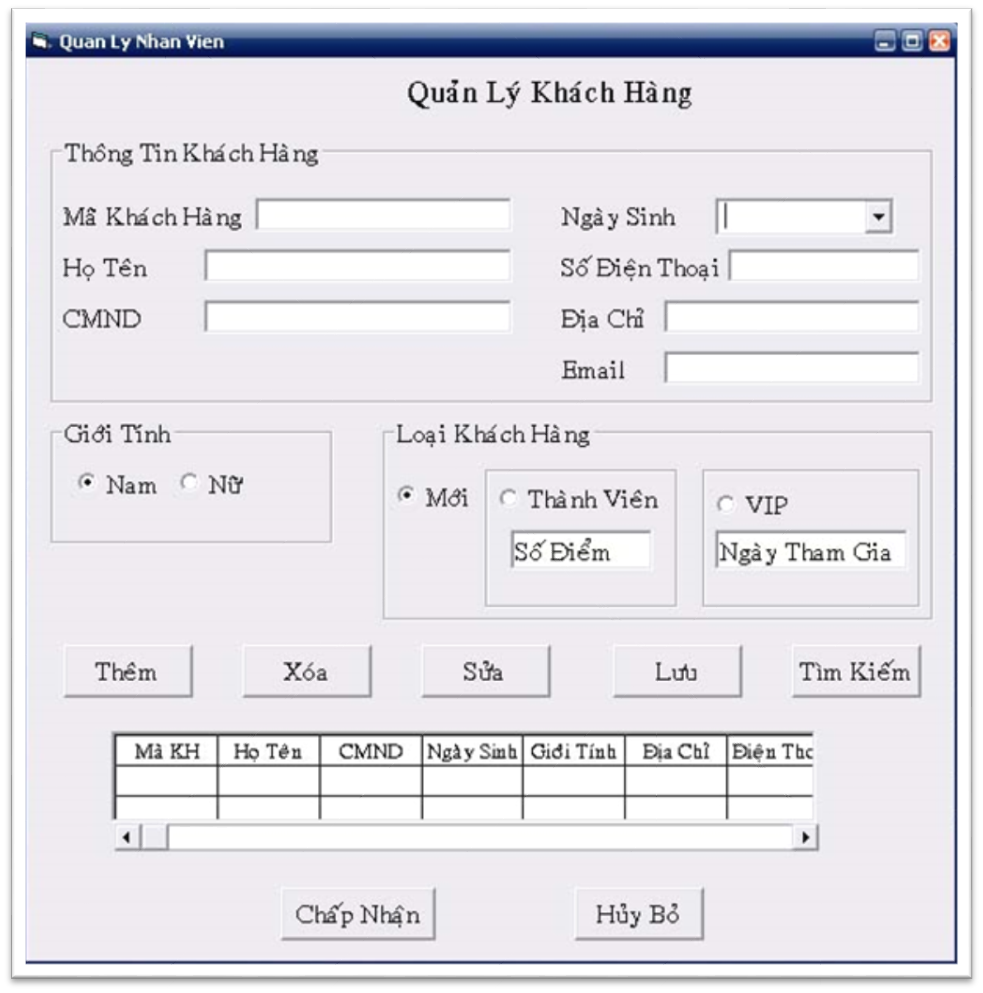 Quan Ly Nhan Vien
Quản Lý Khách Hàng
Thông Tin Khách Hàng
Mã Khách Hàng
Ngày Sinh
Họ Tên
Số Điện Thoại
CMND
Địa Chỉ
Email
Giới Tính
Nam Nữ
Loại Khách Hàng
Mới
Thành Viên
Số Điểm
VIP
Ngày Tham Gia
Thêm Xóa Sửa Lưu Tìm Kiếm
Mà KH Họ Tên CMND Ngày Sinh Giới Tính Địa Chỉ Điện Tho
Chấp Nhận Hủy Bỏ